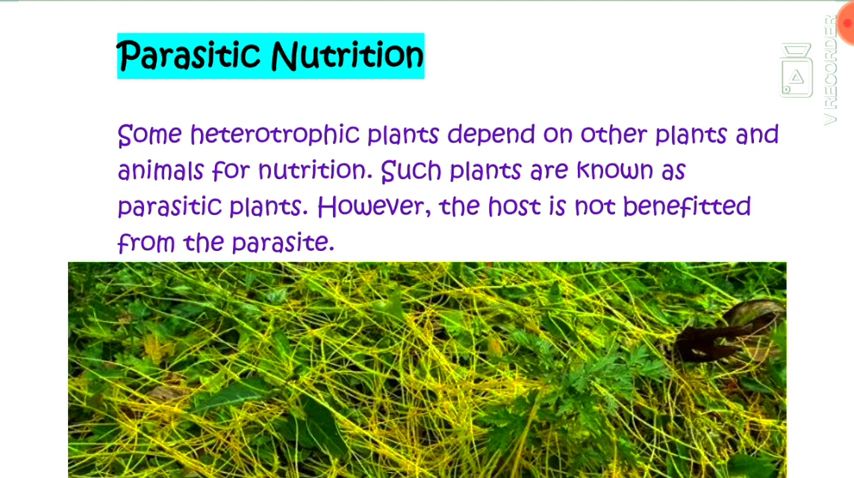 Parasitic Nutrition
V RECORDER
Some heterotrophic plants depend on other plants and
animals for nutrition. Such plants are known as
parasitic plants. However, the host is not benefitted
from the parasite.